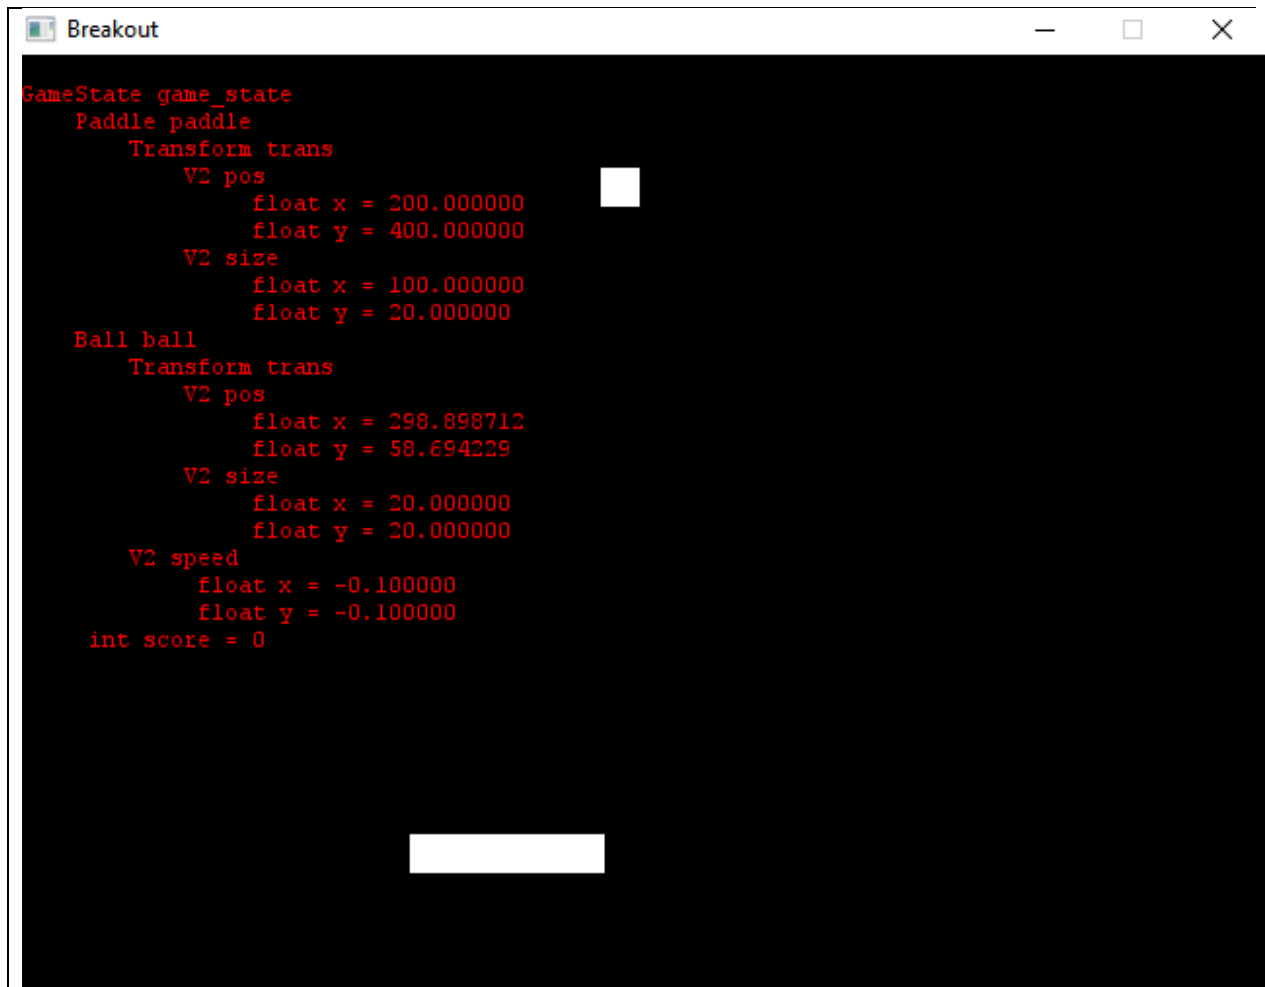 Breakout
GameState game_state
Paddle paddle
Transform trans
V2 pos
float x = 200.000000
float y = 400.000000
V2 size
float x = 100.000000
float y = 20.000000
Ball ball
Transform trans
V2 pos
float x = 298.898712
float y = 58.694229
V2 size
float x = 20.000000
float y = 20.000000
V2 speed
float x = -0.100000
float y = -0.100000
int score = 0